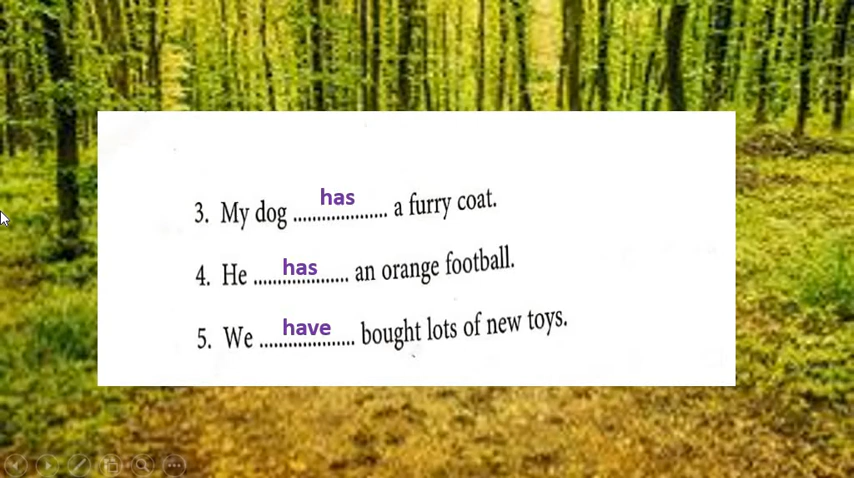 3. My dog ....has.... a furry coat.
4. He ....has.... an orange football.
5. We ....have.... bought lots of new toys.